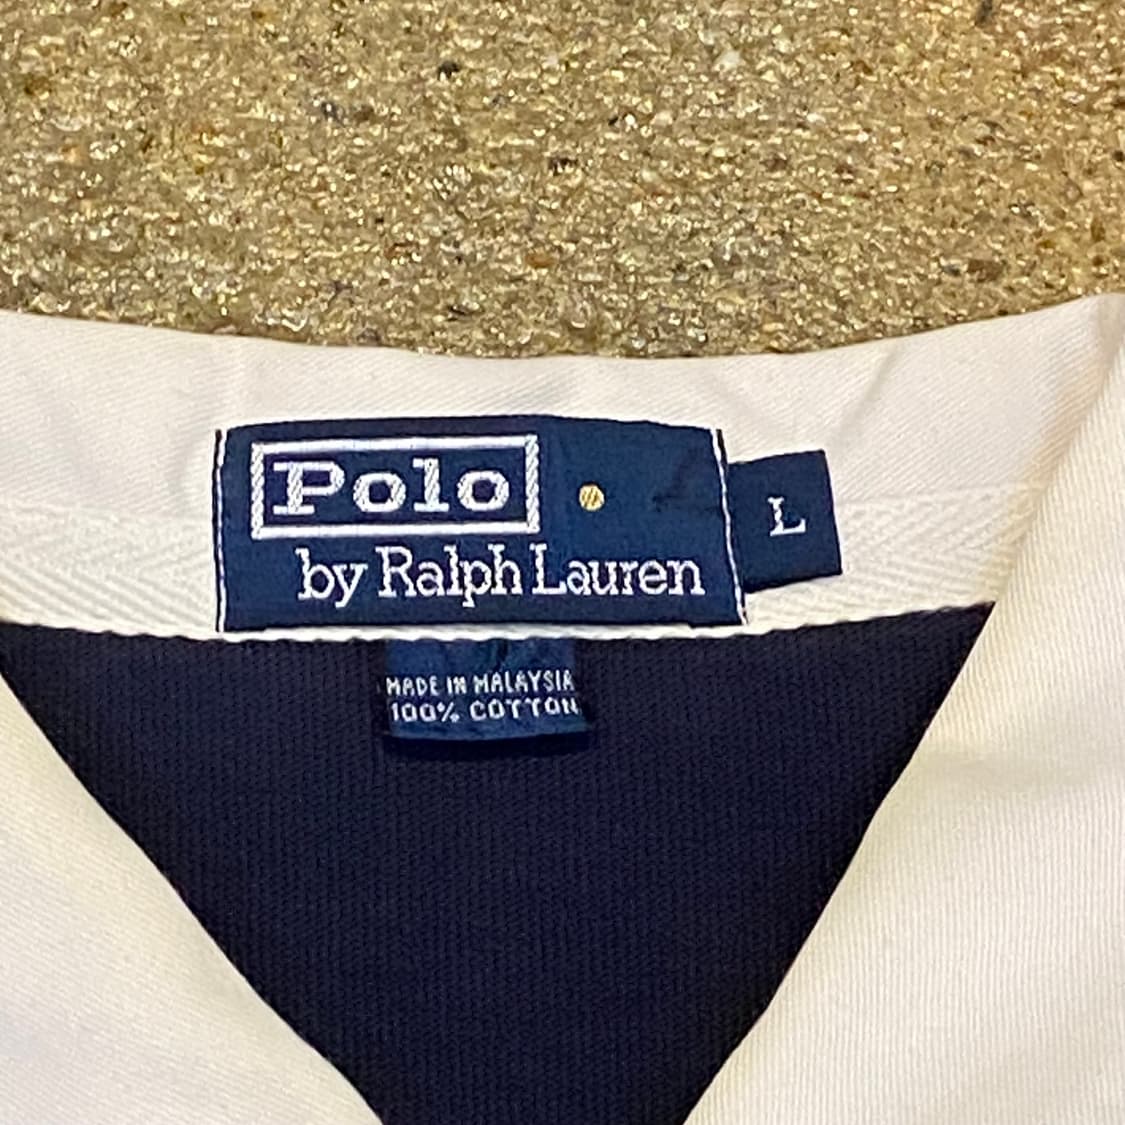 Polo
by Ralph Lauren
L
MADE IN MALAYSIA
100% COTTON